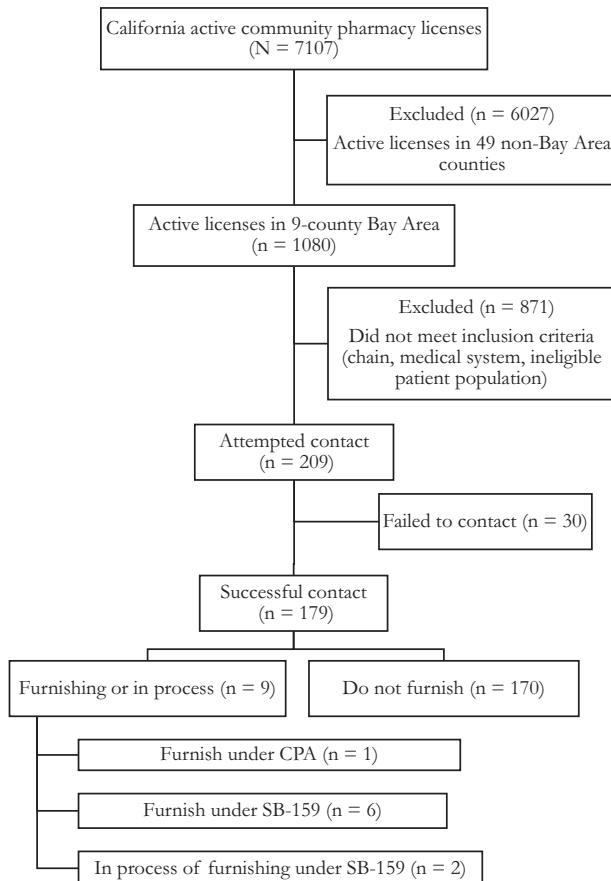 California active community pharmacy licenses
(N = 7107)
Excluded (n = 6027)
Active licenses in 49 non-Bay Area
counties
Active licenses in 9-county Bay Area
(n = 1080)
Excluded (n = 871)
Did not meet inclusion criteria
(chain, medical system, ineligible
patient population)
Attempted contact
(n = 209)
Failed to contact (n = 30)
Successful contact
(n = 179)
Furnishing or in process (n = 9)
Do not furnish (n = 170)
Furnish under CPA (n = 1)
Furnish under SB-159 (n = 6)
In process of furnishing under SB-159 (n = 2)